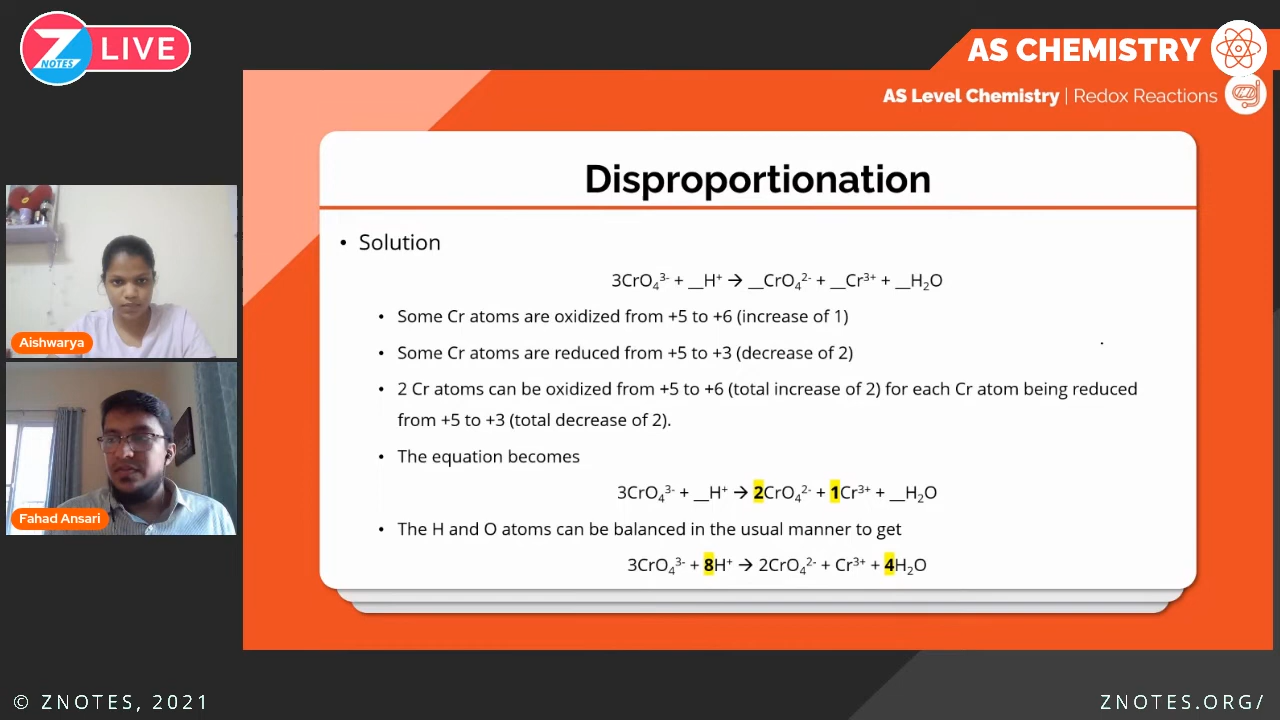 Z NOTES LIVE
AS CHEMISTRY
AS Level Chemistry | Redox Reactions
Disproportionation
• Solution
3CrO₄³⁻ + __H⁺ → __CrO₄²⁻ + __Cr³⁺ + __H₂O
• Some Cr atoms are oxidized from +5 to +6 (increase of 1)
• Some Cr atoms are reduced from +5 to +3 (decrease of 2)
• 2 Cr atoms can be oxidized from +5 to +6 (total increase of 2) for each Cr atom being reduced
from +5 to +3 (total decrease of 2).
• The equation becomes
3CrO₄³⁻ + __H⁺ → 2CrO₄²⁻ + 1Cr³⁺ + __H₂O
• The H and O atoms can be balanced in the usual manner to get
3CrO₄³⁻ + 8H⁺ → 2CrO₄²⁻ + Cr³⁺ + 4H₂O
Aishwarya
Fahad Ansari
© ZNOTES, 2021
ZNOTES.ORG/